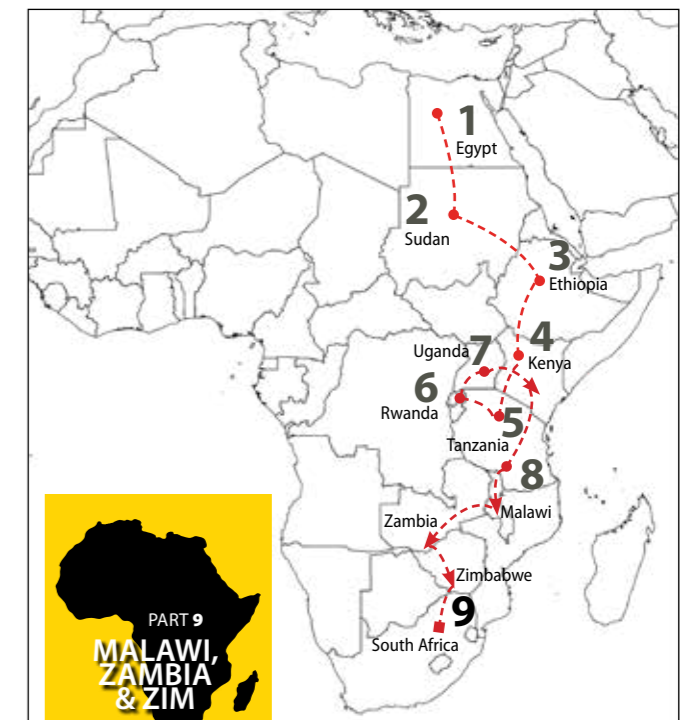 1
Egypt
2
Sudan
3
Ethiopia
4
Kenya
Uganda 7
6
Rwanda
5
Tanzania
8
Malawi
Zambia
Zimbabwe
9
South Africa
PART 9
MALAWI,
ZAMBIA
& ZIM